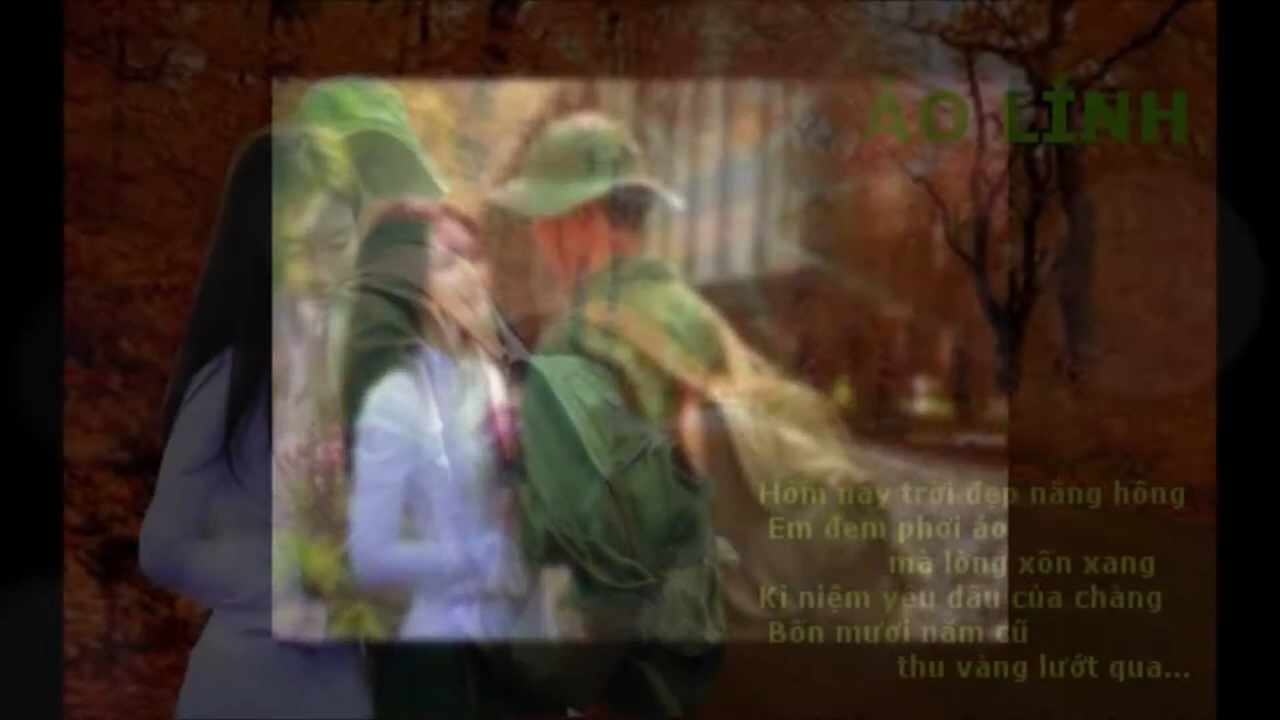 ÁO LÍNH
Hôm nay trời đẹp nắng hồng
Em đem phơi áo
mà lòng xốn xang
Kỉ niệm yêu dấu của chàng
Bốn mươi năm cũ
thu vàng lướt qua...